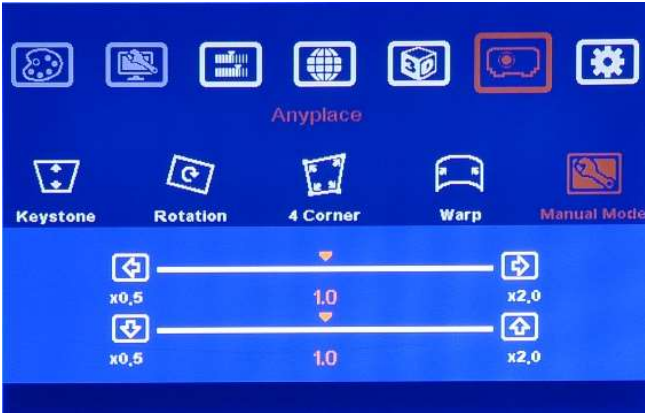 3D
Anyplace
Keystone Rotation 4 Corner Warp Manual Mode
x0,5 1.0 x2,0
x0,5 1.0 x2,0